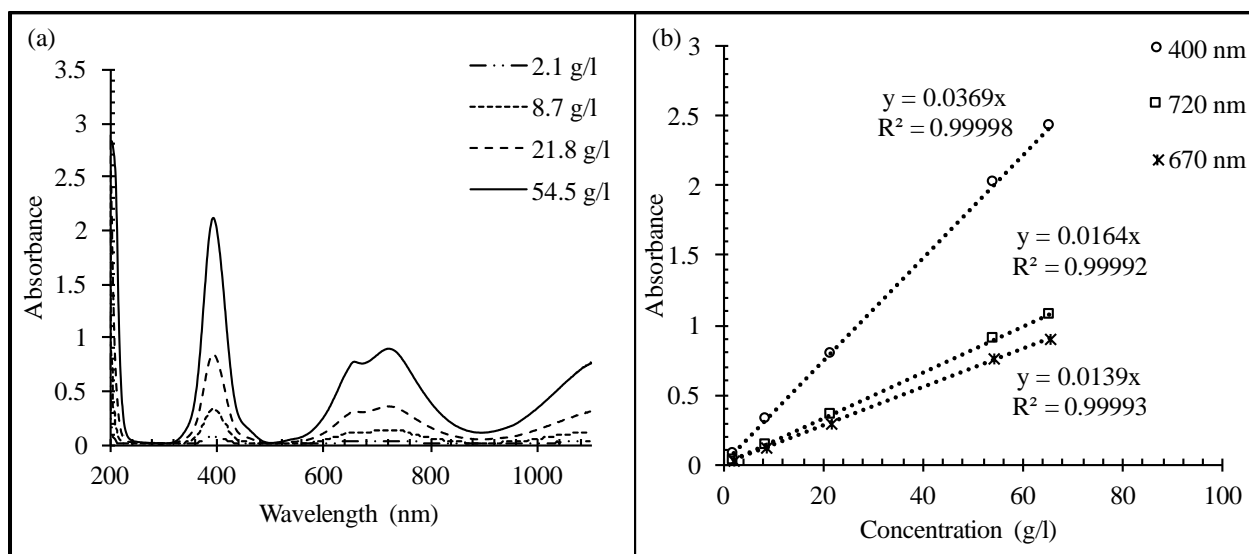 (a)
3.5
3
2.5
2
1.5
1
0.5
0
200
400
600
800
1000
Absorbance
Wavelength (nm)
2.1 g/l
8.7 g/l
21.8 g/l
54.5 g/l
(b)
3
2.5
2
1.5
1
0.5
0
0
20
40
60
80
100
Absorbance
Concentration (g/l)
400 nm
720 nm
670 nm
y = 0.0369x
R² = 0.99998
y = 0.0164x
R² = 0.99992
y = 0.0139x
R² = 0.99993